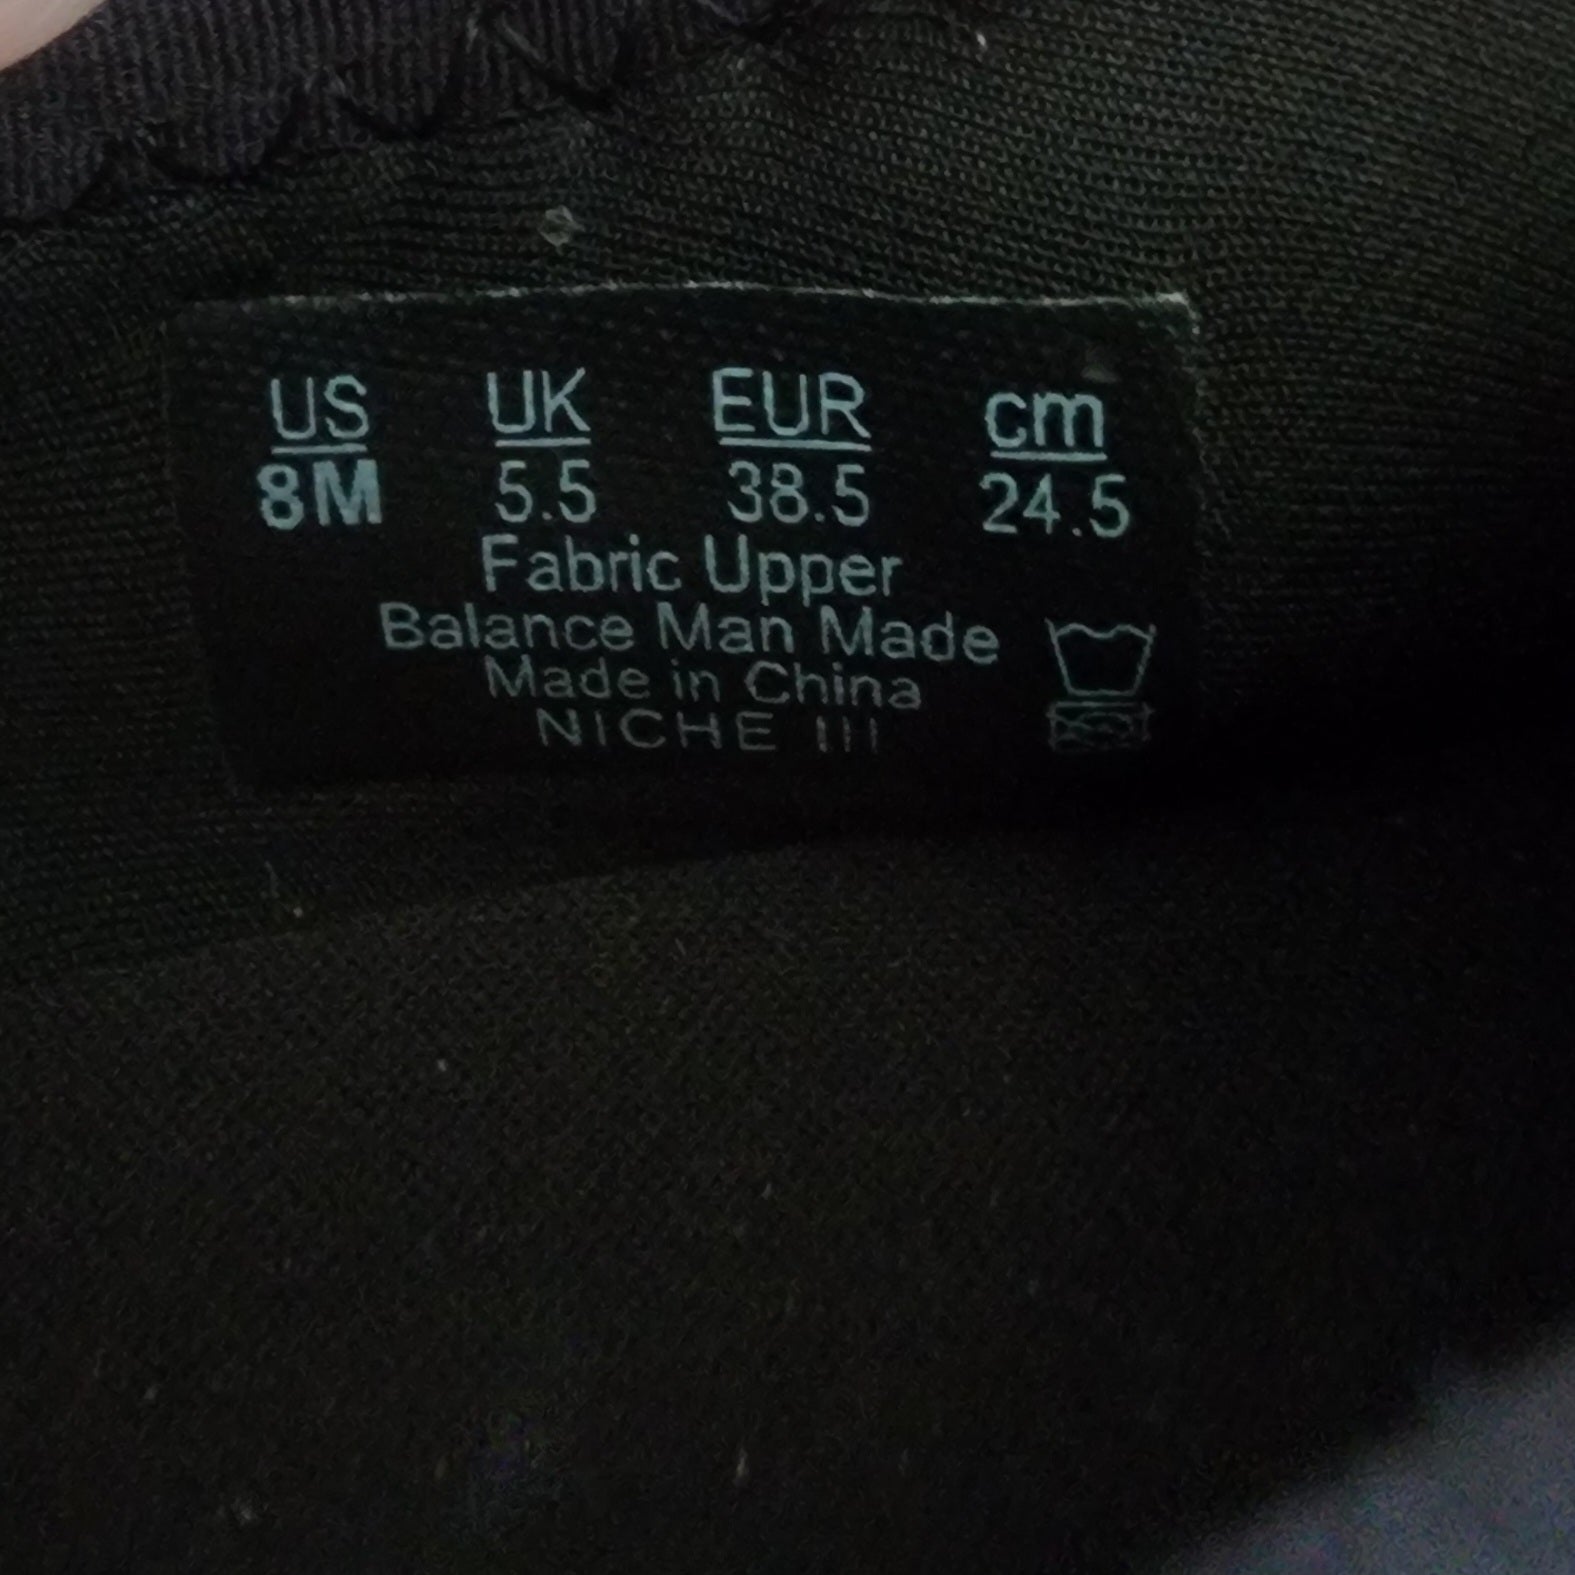 US UK EUR cm
8M 5.5 38.5 24.5
Fabric Upper
Balance Man Made
Made in China
NICHE III